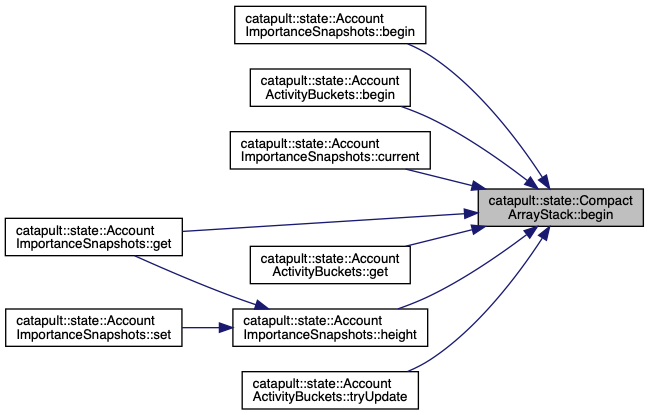 catapult::state::Account
ImportanceSnapshots::begin
catapult::state::Account
ActivityBuckets::begin
catapult::state::Account
ImportanceSnapshots::current
catapult::state::Compact
ArrayStack::begin
catapult::state::Account
ImportanceSnapshots::get
catapult::state::Account
ActivityBuckets::get
catapult::state::Account
ImportanceSnapshots::set
catapult::state::Account
ImportanceSnapshots::height
catapult::state::Account
ActivityBuckets::tryUpdate